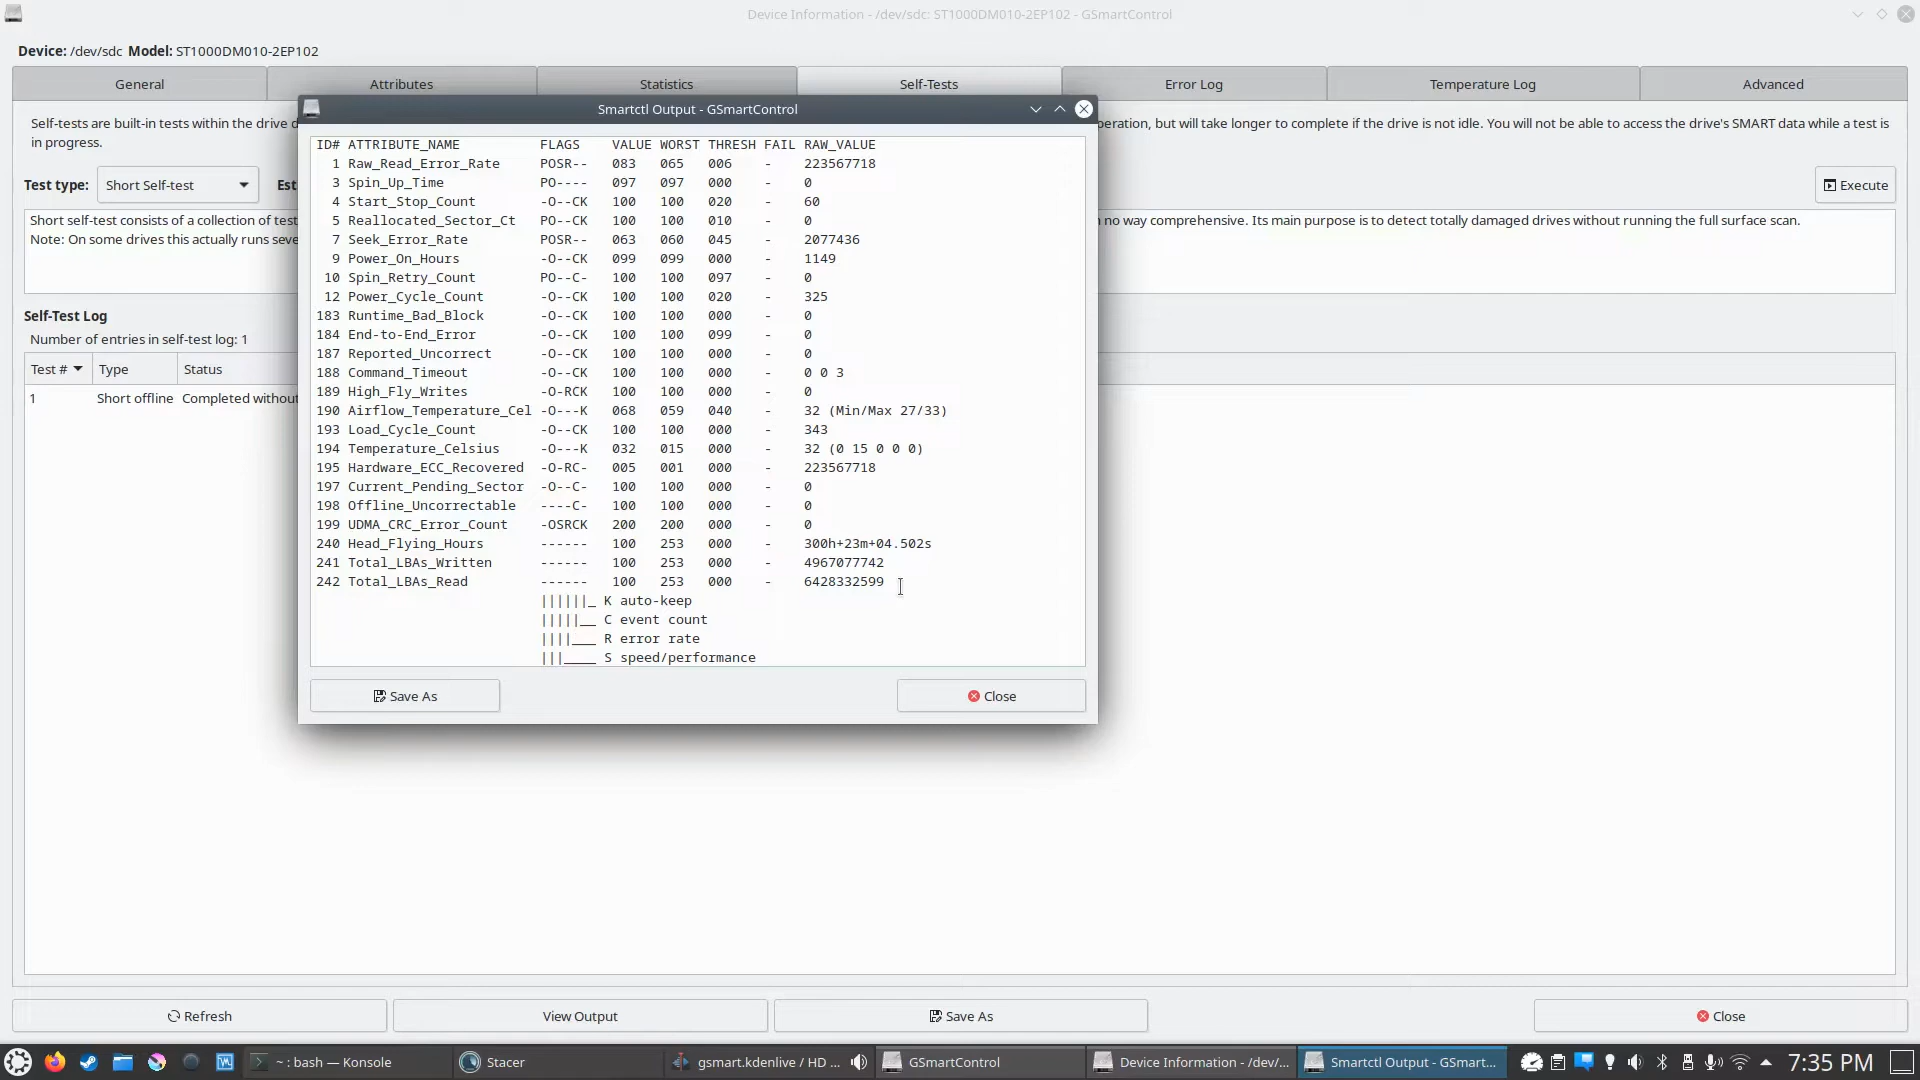 Device Information - /dev/sdc: ST1000DM010-2EP102 - GSmartControl
Device: /dev/sdc Model: ST1000DM010-2EP102
General Attributes Statistics Self-Tests Error Log Temperature Log Advanced
Smartctl Output - GSmartControl
Self-tests are built-in tests within the drive d
peration, but will take longer to complete if the drive's not idle. You will not be able to access the drive's SMART data while a test is
in progress.
Test type: Short Self-test Est
Execute
Short self-test consists of a collection of test
n no way comprehensive. Its main purpose is to detect totally damaged drives without running the full surface scan.
Note: On some drives this actually runs seve
Self-Test Log
Number of entries in self-test log: 1
Test # Type Status
1 Short offline Completed withou
ID# ATTRIBUTE_NAME FLAGS VALUE WORST THRESH FAIL RAW_VALUE
1 Raw_Read_Error_Rate POSR-- 083 065 006 - 223567718
3 Spin_Up_Time PO---- 097 097 000 - 0
4 Start_Stop_Count -O--CK 100 100 020 - 60
5 Reallocated_Sector_Ct PO--CK 100 100 010 - 0
7 Seek_Error_Rate POSR-- 063 060 045 - 2077436
9 Power_On_Hours -O--CK 099 099 000 - 1149
10 Spin_Retry_Count PO--C- 100 100 097 - 0
12 Power_Cycle_Count -O--CK 100 100 020 - 325
183 Runtime_Bad_Block -O--CK 100 100 000 - 0
184 End-to-End_Error -O--CK 100 100 099 - 0
187 Reported_Uncorrect -O--CK 100 100 000 - 0
188 Command_Timeout -O--CK 100 100 000 - 0 0 3
189 High_Fly_Writes -O-RCK 100 100 000 - 0
190 Airflow_Temperature_Cel -O---K 068 059 040 - 32 (Min/Max 27/33)
193 Load_Cycle_Count -O--CK 100 100 000 - 343
194 Temperature_Celsius -O---K 032 015 000 - 32 (0 15 0 0 0)
195 Hardware_ECC_Recovered -O-RC- 005 001 000 - 223567718
197 Current_Pending_Sector -O--C- 100 100 000 - 0
198 Offline_Uncorrectable ----C- 100 100 000 - 0
199 UDMA_CRC_Error_Count -OSRCK 200 200 000 - 0
240 Head_Flying_Hours ------ 100 253 000 - 300h+23m+04.502s
241 Total_LBAs_Written ------ 100 253 000 - 4967077742
242 Total_LBAs_Read ------ 100 253 000 - 6428332599
||||||_ K auto-keep
|||||__ C event count
||||___ R error rate
|||____ S speed/performance
Save As Close
Refresh View Output Save As Close
~ : bash — Konsole Stacer gsmart.kdenlive / HD ... GSmartControl Device Information - /dev/... Smartctl Output - GSmart... 7:35 PM